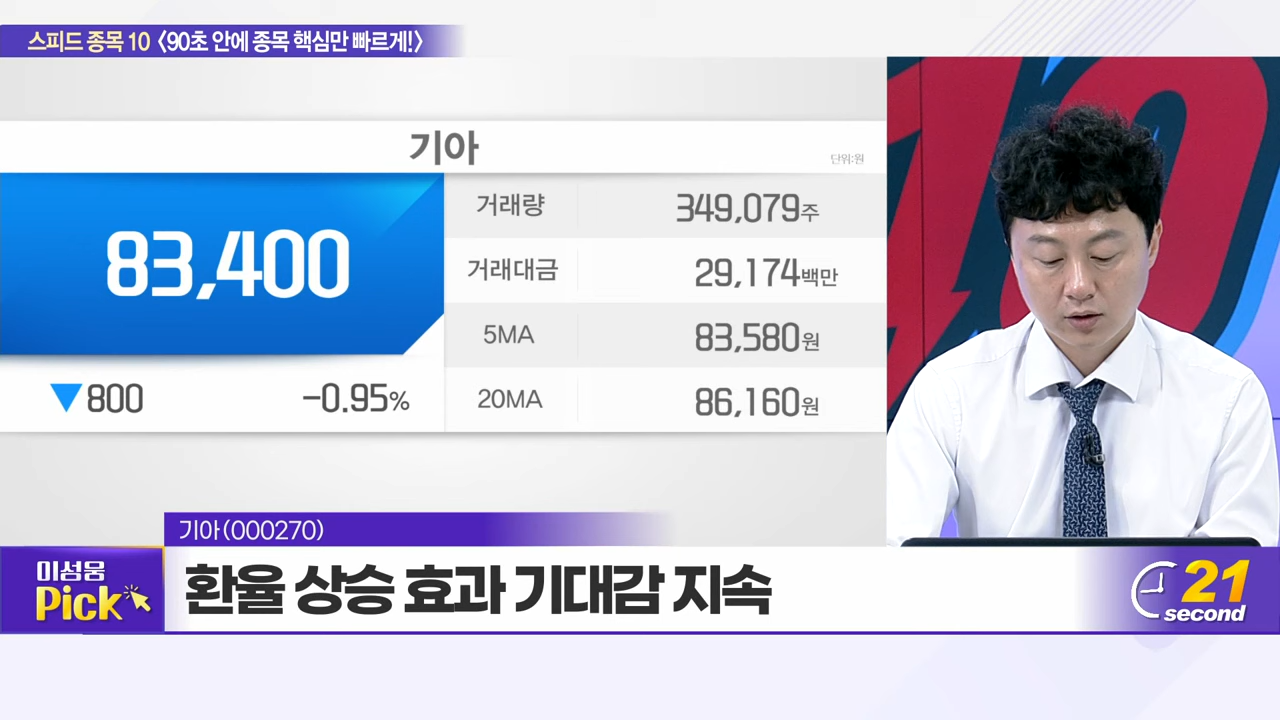 스피드 종목 10 〈90초 안에 종목 핵심만 빠르게!〉
기아
단위:원
83,400
▼800 -0.95%
거래량 349,079주
거래대금 29,174백만
5MA 83,580원
20MA 86,160원
10
기아(000270)
이성웅
Pick
환율 상승 효과 기대감 지속
21
second